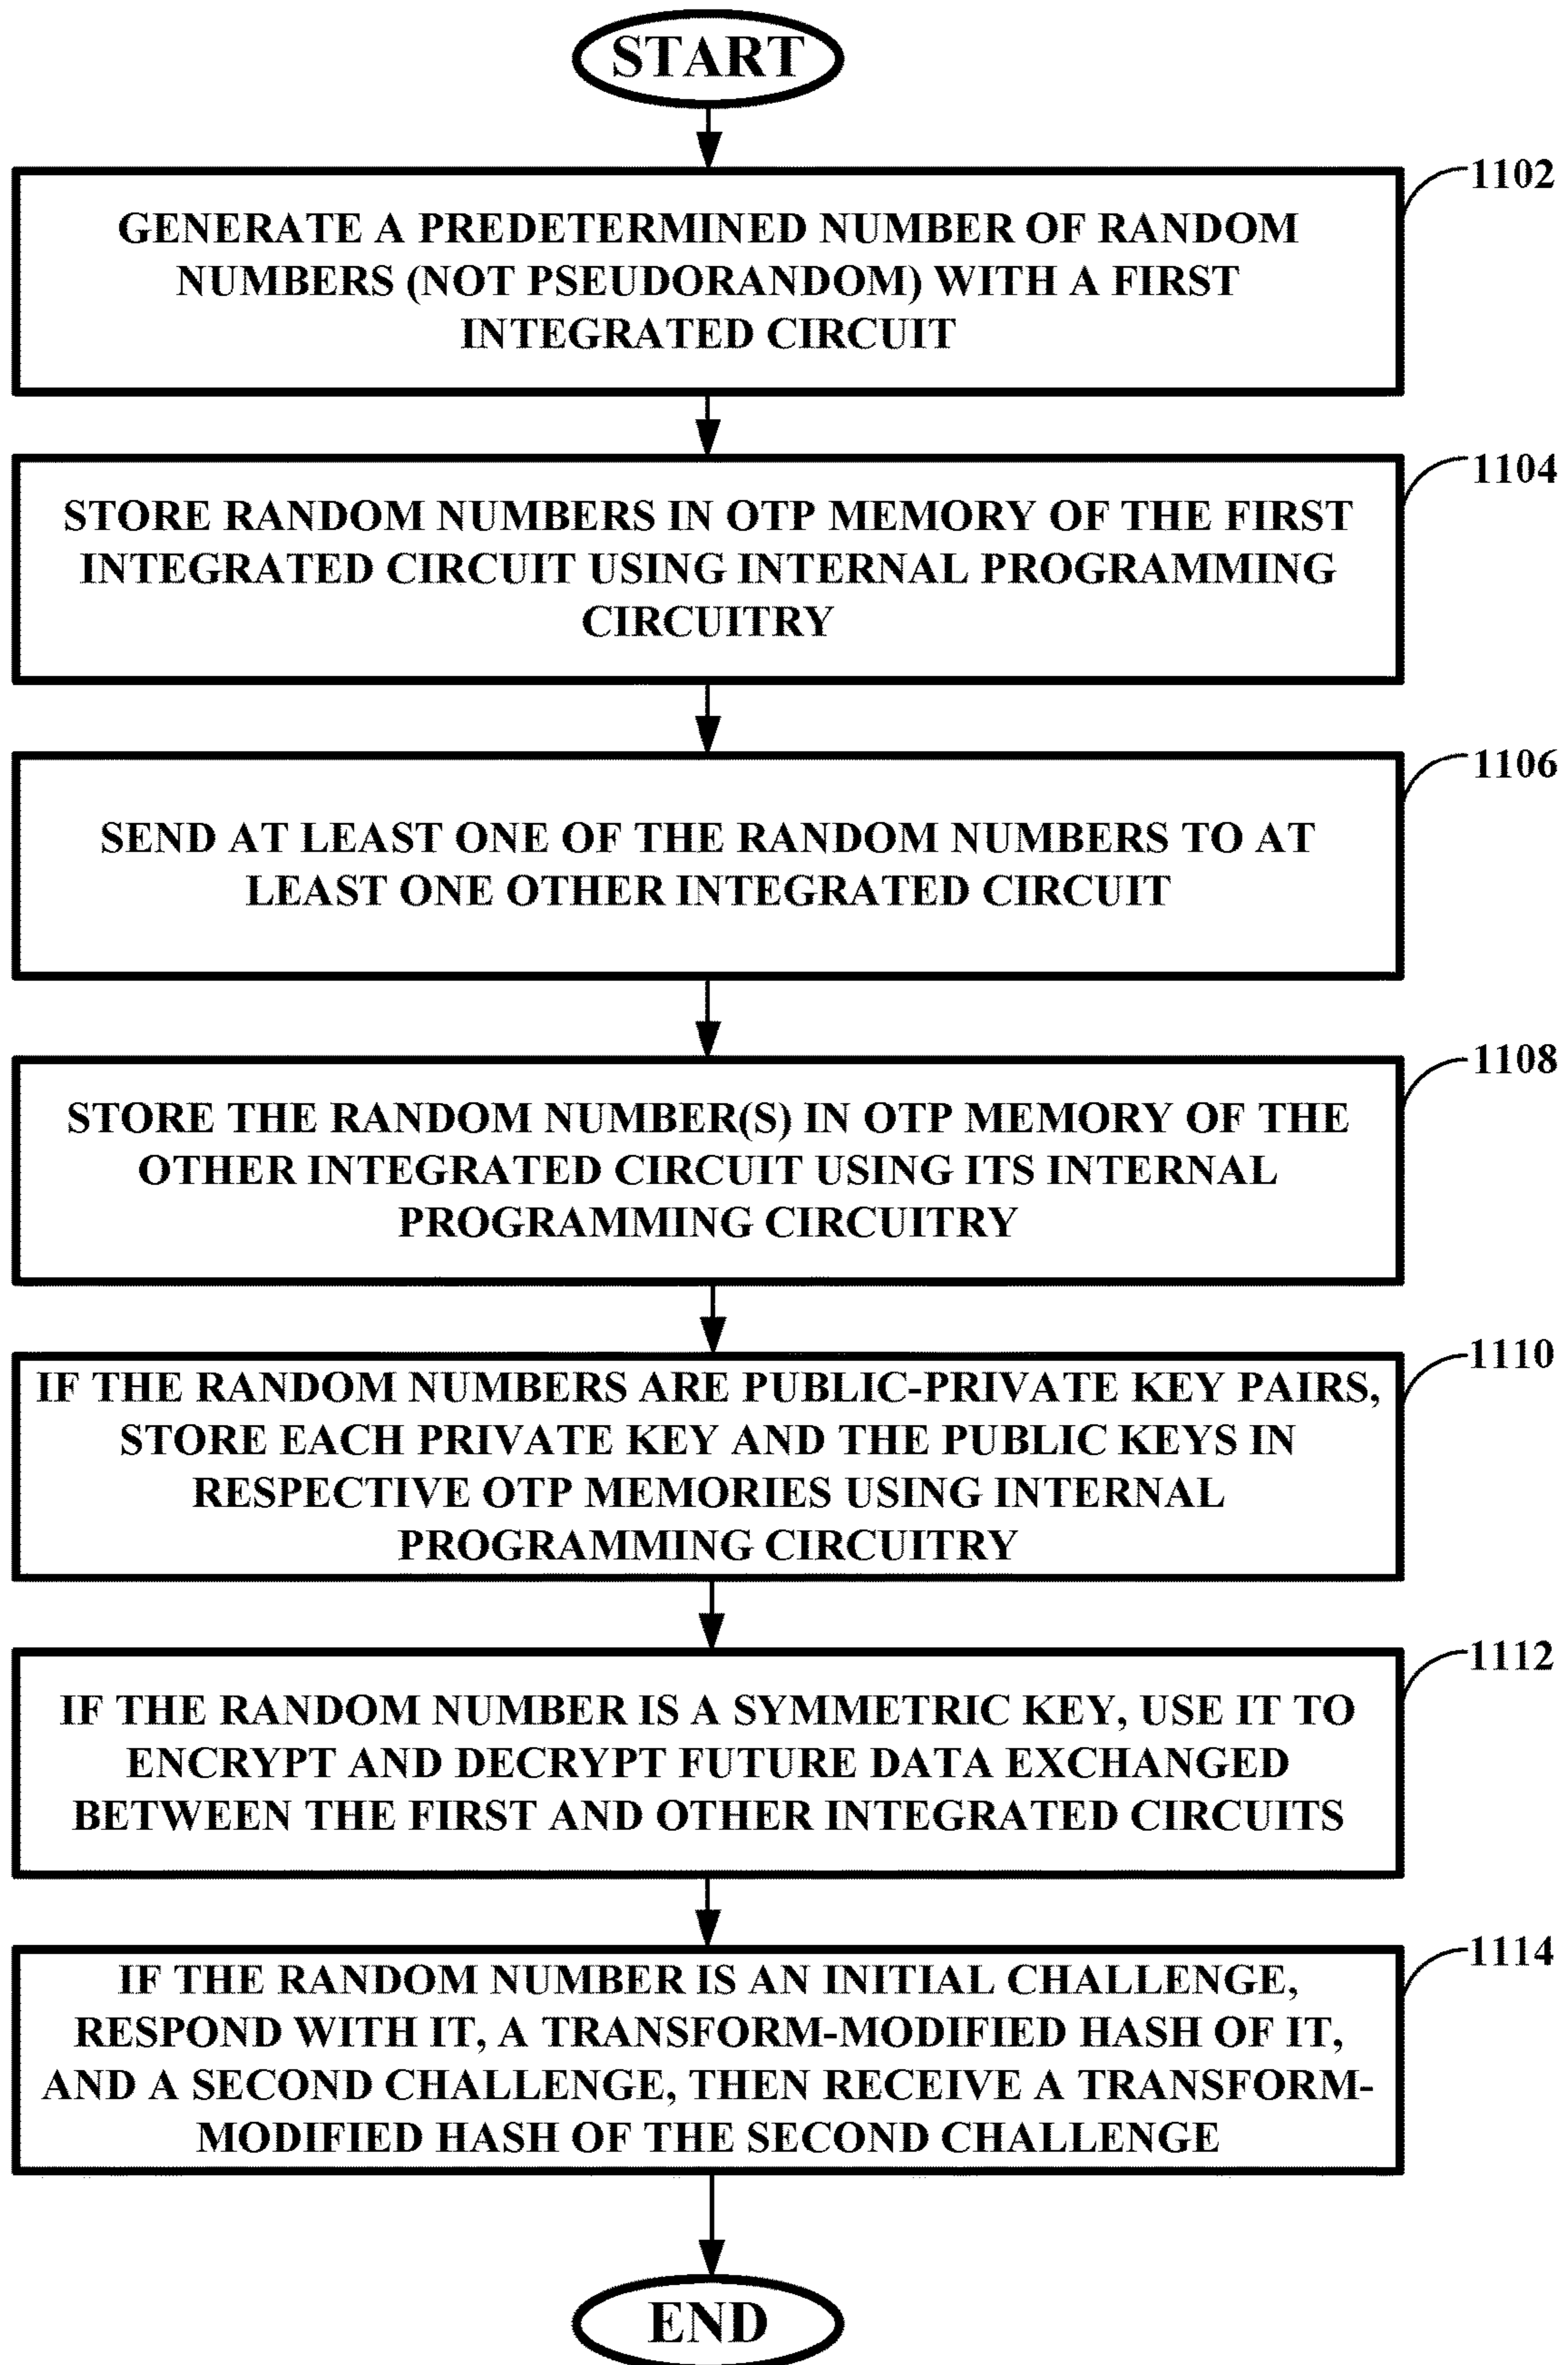 START
1102
GENERATE A PREDETERMINED NUMBER OF RANDOM
NUMBERS (NOT PSEUDORANDOM) WITH A FIRST
INTEGRATED CIRCUIT
1104
STORE RANDOM NUMBERS IN OTP MEMORY OF THE FIRST
INTEGRATED CIRCUIT USING INTERNAL PROGRAMMING
CIRCUITRY
1106
SEND AT LEAST ONE OF THE RANDOM NUMBERS TO AT
LEAST ONE OTHER INTEGRATED CIRCUIT
1108
STORE THE RANDOM NUMBER(S) IN OTP MEMORY OF THE
OTHER INTEGRATED CIRCUIT USING ITS INTERNAL
PROGRAMMING CIRCUITRY
1110
IF THE RANDOM NUMBERS ARE PUBLIC-PRIVATE KEY PAIRS,
STORE EACH PRIVATE KEY AND THE PUBLIC KEYS IN
RESPECTIVE OTP MEMORIES USING INTERNAL
PROGRAMMING CIRCUITRY
1112
IF THE RANDOM NUMBER IS A SYMMETRIC KEY, USE IT TO
ENCRYPT AND DECRYPT FUTURE DATA EXCHANGED
BETWEEN THE FIRST AND OTHER INTEGRATED CIRCUITS
1114
IF THE RANDOM NUMBER IS AN INITIAL CHALLENGE,
RESPOND WITH IT, A TRANSFORM-MODIFIED HASH OF IT,
AND A SECOND CHALLENGE, THEN RECEIVE A TRANSFORM-
MODIFIED HASH OF THE SECOND CHALLENGE
END